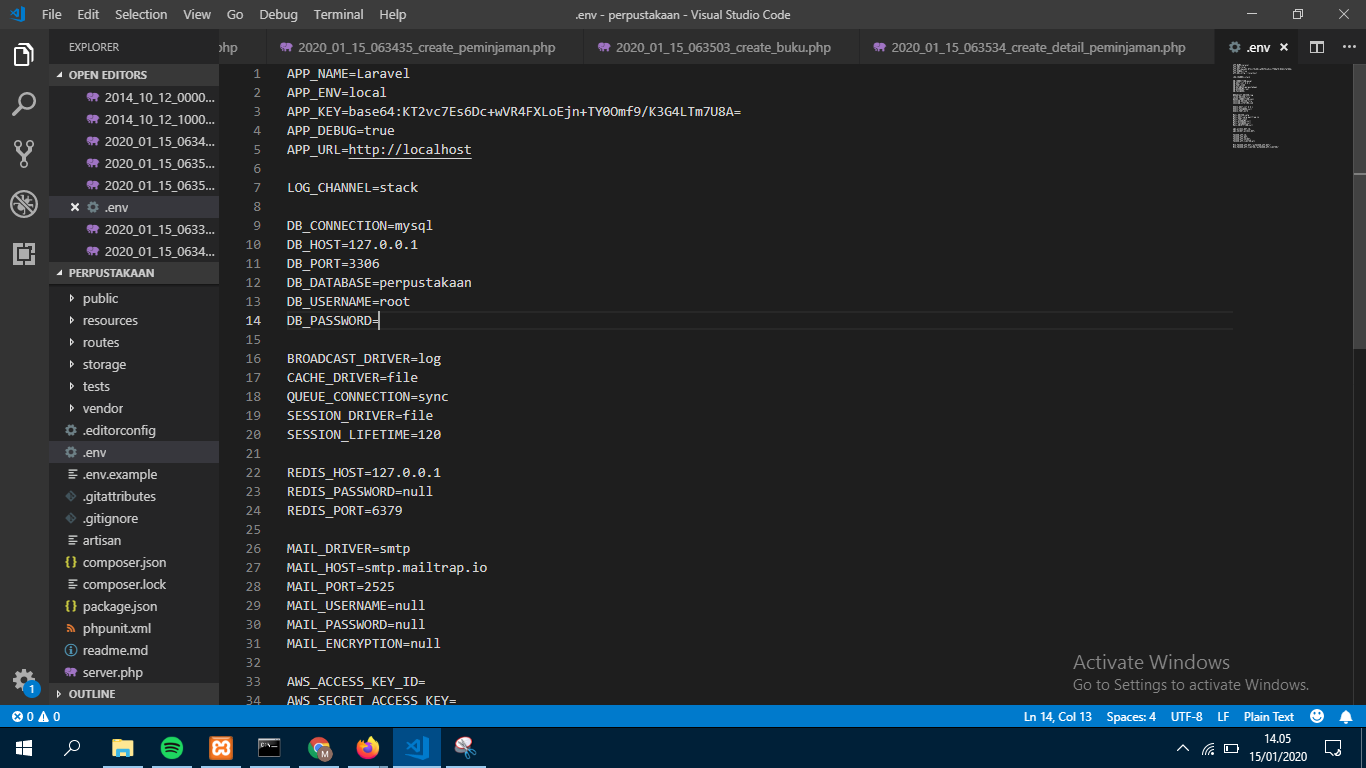 File Edit Selection View Go Debug Terminal Help
.env - perpustakaan - Visual Studio Code
EXPLORER
OPEN EDITORS
2014_10_12_0000...
2014_10_12_1000...
2020_01_15_0634...
2020_01_15_0635...
2020_01_15_0635...
.env
2020_01_15_0633...
2020_01_15_0634...
PERPUSTAKAAN
public
resources
routes
storage
tests
vendor
.editorconfig
.env
.env.example
.gitattributes
.gitignore
artisan
composer.json
composer.lock
package.json
phpunit.xml
readme.md
server.php
OUTLINE
1
php
2020_01_15_063435_create_peminjaman.php
2020_01_15_063503_create_buku.php
2020_01_15_063534_create_detail_peminjaman.php
.env
1 APP_NAME=Laravel
2 APP_ENV=local
3 APP_KEY=base64:KT2vc7Es6Dc+wVR4FXLoEjn+TY0Omf9/K3G4LTm7U8A=
4 APP_DEBUG=true
5 APP_URL=http://localhost
6
7 LOG_CHANNEL=stack
8
9 DB_CONNECTION=mysql
10 DB_HOST=127.0.0.1
11 DB_PORT=3306
12 DB_DATABASE=perpustakaan
13 DB_USERNAME=root
14 DB_PASSWORD=
15
16 BROADCAST_DRIVER=log
17 CACHE_DRIVER=file
18 QUEUE_CONNECTION=sync
19 SESSION_DRIVER=file
20 SESSION_LIFETIME=120
21
22 REDIS_HOST=127.0.0.1
23 REDIS_PASSWORD=null
24 REDIS_PORT=6379
25
26 MAIL_DRIVER=smtp
27 MAIL_HOST=smtp.mailtrap.io
28 MAIL_PORT=2525
29 MAIL_USERNAME=null
30 MAIL_PASSWORD=null
31 MAIL_ENCRYPTION=null
32
33 AWS_ACCESS_KEY_ID=
34 AWS_SECRET_ACCESS_KEY=
Activate Windows
Go to Settings to activate Windows.
0 0
Ln 14, Col 13 Spaces: 4 UTF-8 LF Plain Text
M
14.05
15/01/2020